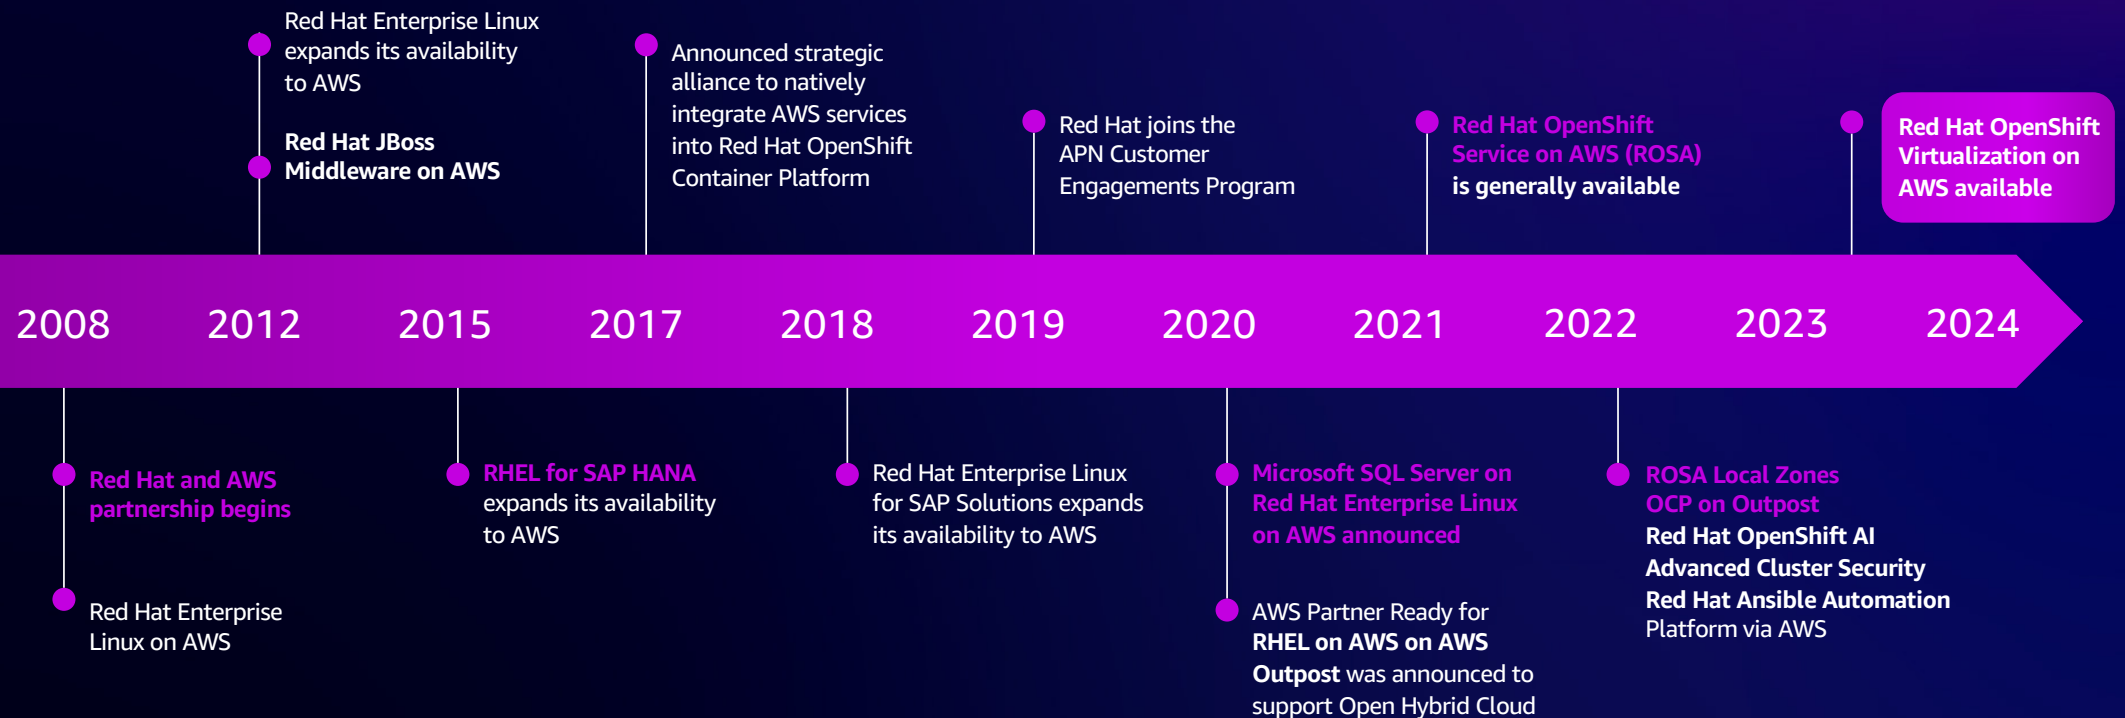 Red Hat Enterprise Linux
expands its availability
to AWS
Red Hat JBoss
Middleware on AWS
Announced strategic
alliance to natively
integrate AWS services
into Red Hat OpenShift
Container Platform
Red Hat joins the
APN Customer
Engagements Program
Red Hat OpenShift
Service on AWS (ROSA)
is generally available
Red Hat OpenShift
Virtualization on
AWS available
2008 2012 2015 2017 2018 2019 2020 2021 2022 2023 2024
Red Hat and AWS
partnership begins
Red Hat Enterprise
Linux on AWS
RHEL for SAP HANA
expands its availability
to AWS
Red Hat Enterprise Linux
for SAP Solutions expands
its availability to AWS
Microsoft SQL Server on
Red Hat Enterprise Linux
on AWS announced
AWS Partner Ready for
RHEL on AWS on AWS
Outpost was announced to
support Open Hybrid Cloud
ROSA Local Zones
OCP on Outpost
Red Hat OpenShift AI
Advanced Cluster Security
Red Hat Ansible Automation
Platform via AWS